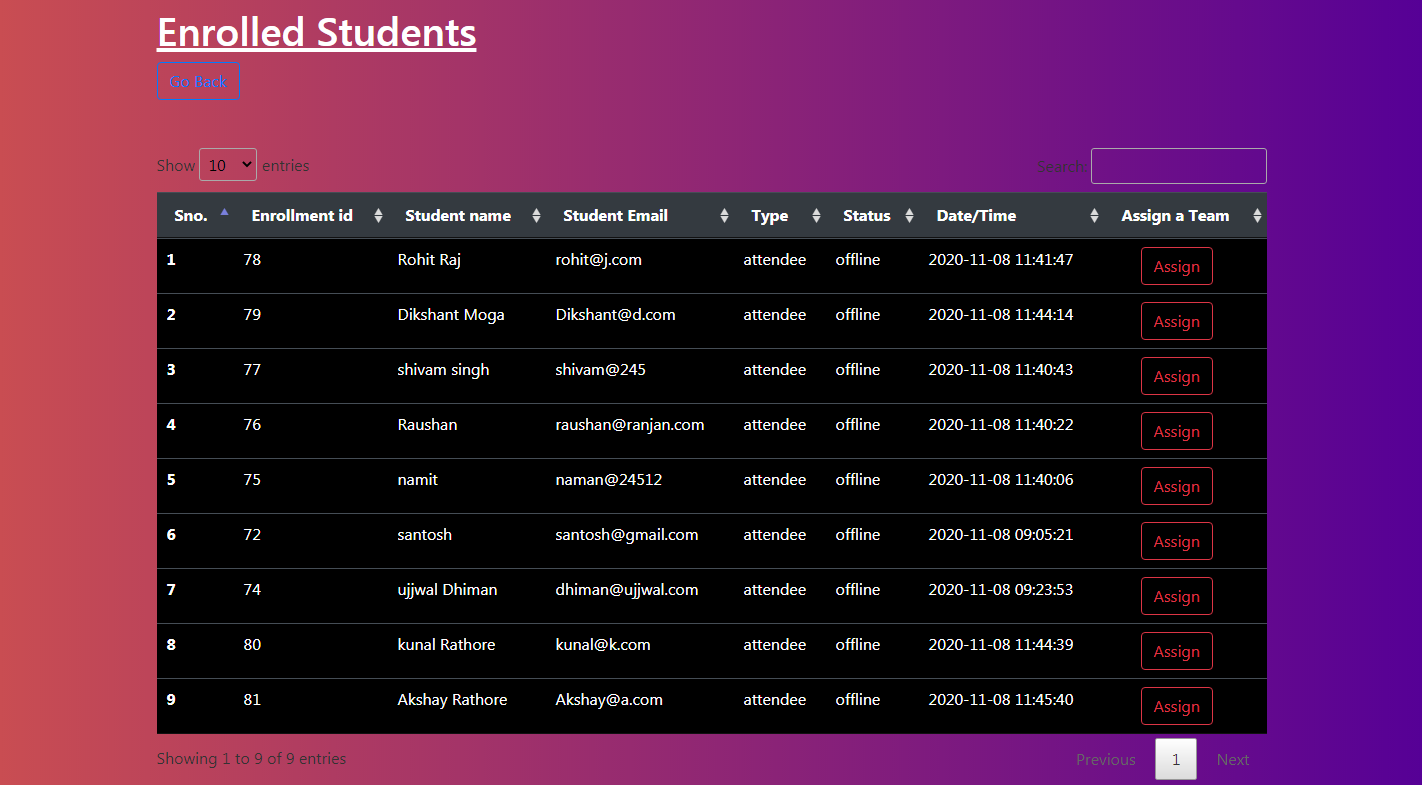 Enrolled Students
Go Back
Show 10 entries
Search:
Sno. Enrollment id Student name Student Email Type Status Date/Time Assign a Team
1 78 Rohit Raj rohit@j.com attendee offline 2020-11-08 11:41:47 Assign
2 79 Dikshant Moga Dikshant@d.com attendee offline 2020-11-08 11:44:14 Assign
3 77 shivam singh shivam@245 attendee offline 2020-11-08 11:40:43 Assign
4 76 Raushan raushan@ranjan.com attendee offline 2020-11-08 11:40:22 Assign
5 75 namit naman@24512 attendee offline 2020-11-08 11:40:06 Assign
6 72 santosh santosh@gmail.com attendee offline 2020-11-08 09:05:21 Assign
7 74 ujjwal Dhiman dhiman@ujjwal.com attendee offline 2020-11-08 09:23:53 Assign
8 80 kunal Rathore kunal@k.com attendee offline 2020-11-08 11:44:39 Assign
9 81 Akshay Rathore Akshay@a.com attendee offline 2020-11-08 11:45:40 Assign
Showing 1 to 9 of 9 entries
Previous 1 Next